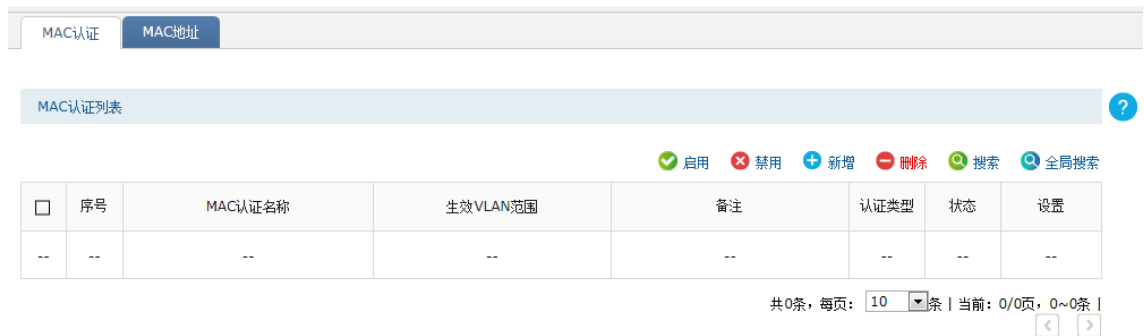 MAC认证 MAC地址
MAC认证列表
启用 禁用 新增 删除 搜索 全局搜索
序号 MAC认证名称 生效VLAN范围 备注 认证类型 状态 设置
-- -- -- -- -- -- -- --
共0条，每页： 10 条 | 当前：0/0页，0~0条 |